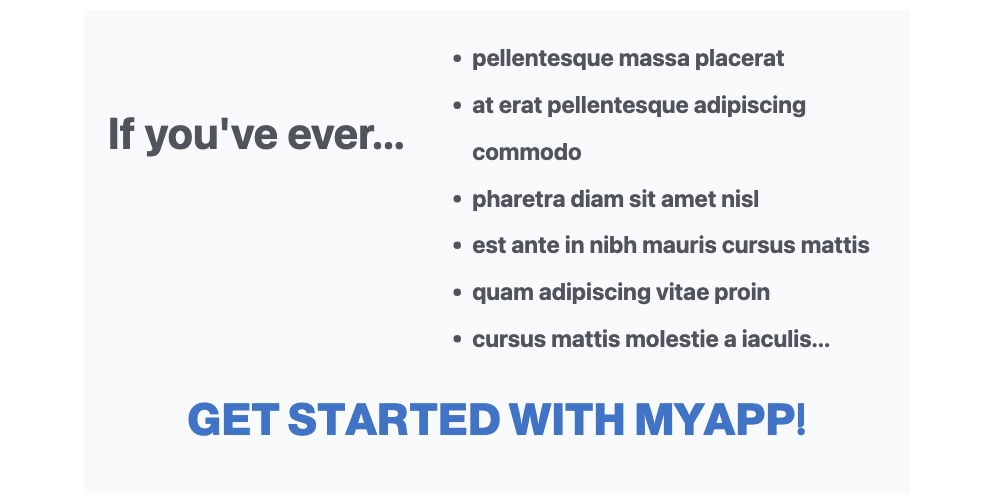 If you've ever...
• pellentesque massa placerat
• at erat pellentesque adipiscing
commodo
• pharetra diam sit amet nisl
• est ante in nibh mauris cursus mattis
• quam adipiscing vitae proin
• cursus mattis molestie a iaculis...
GET STARTED WITH MYAPP!